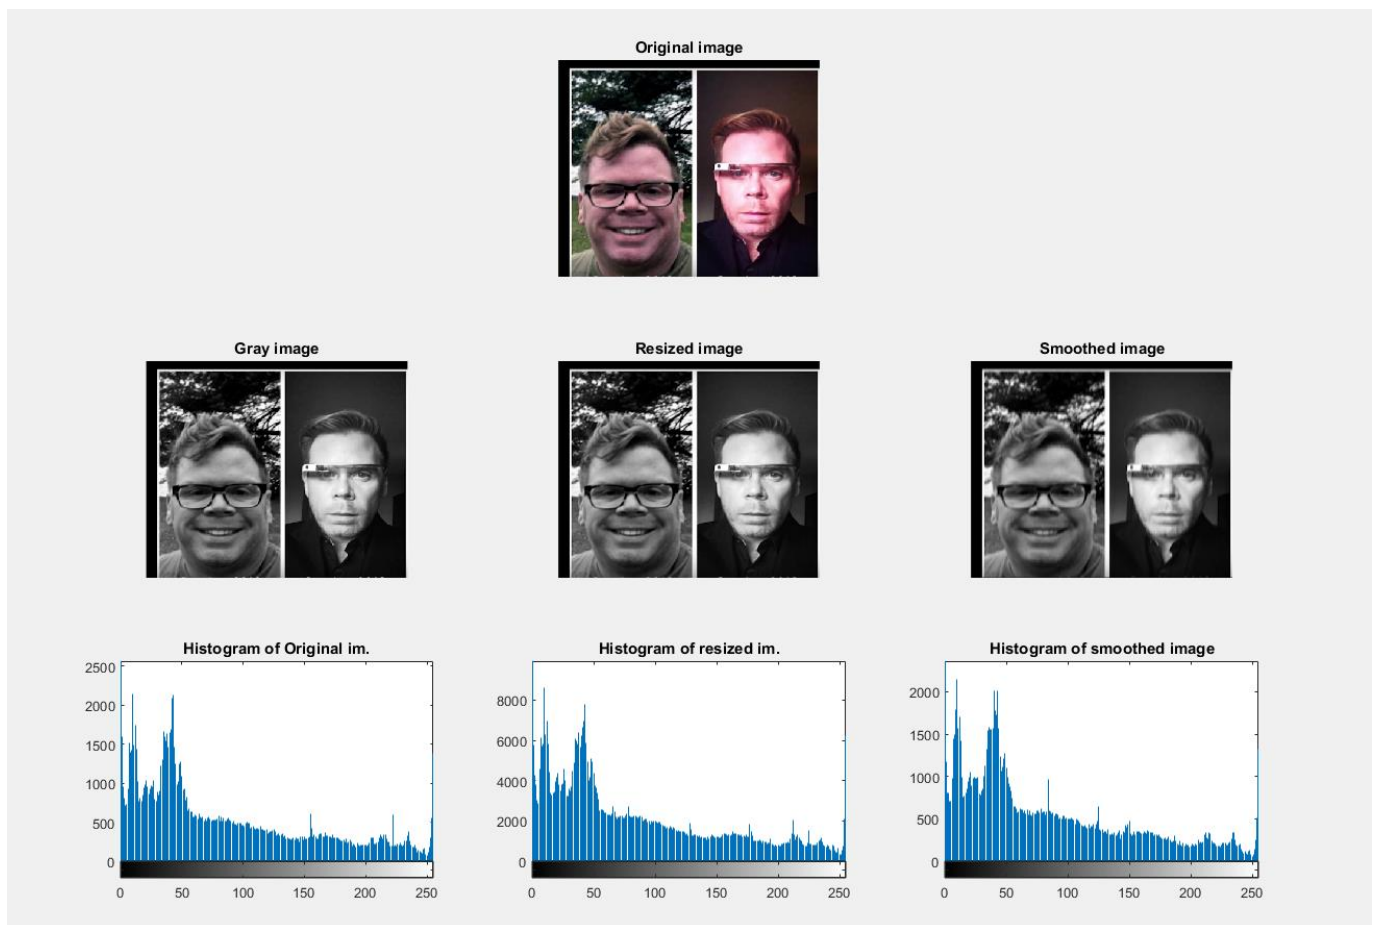 Original image
Gray image
Resized image
Smoothed image
Histogram of Original im.
Histogram of resized im.
Histogram of smoothed image
2500
2000
1500
1000
500
0
0 50 100 150 200 250
8000
6000
4000
2000
0
0 50 100 150 200 250
2000
1500
1000
500
0
0 50 100 150 200 250